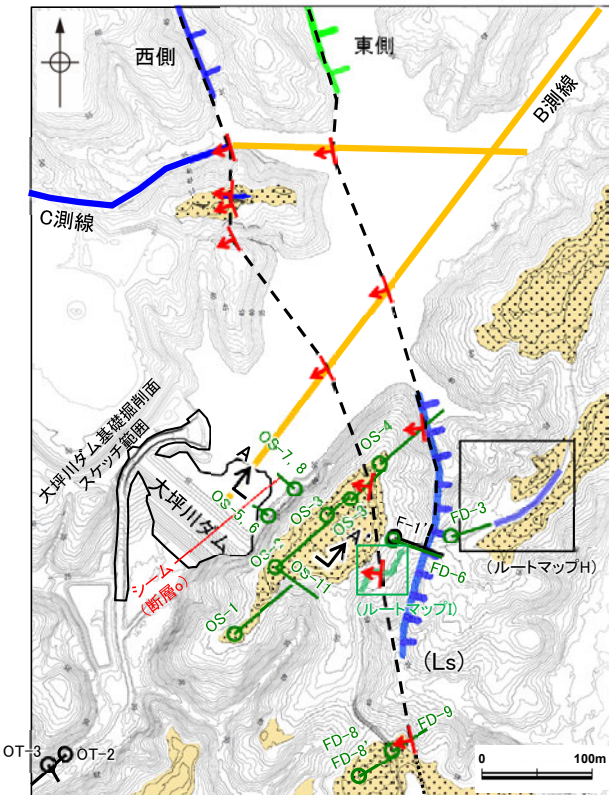 西側
東側
B測線
C測線
大坪川ダム基礎掘削面
スケッチ範囲
大坪川ダム
A
OS-7, 8
OS-5, 6
OS-4
OS-3
OS-3'
OS-2
A'
OS-11
OS-1
シーム
(断層o)
F-1'
FD-3
FD-6
(ルートマップH)
(ルートマップI)
(Ls)
FD-9
FD-8
FD-8'
OT-3
OT-2
0 100m